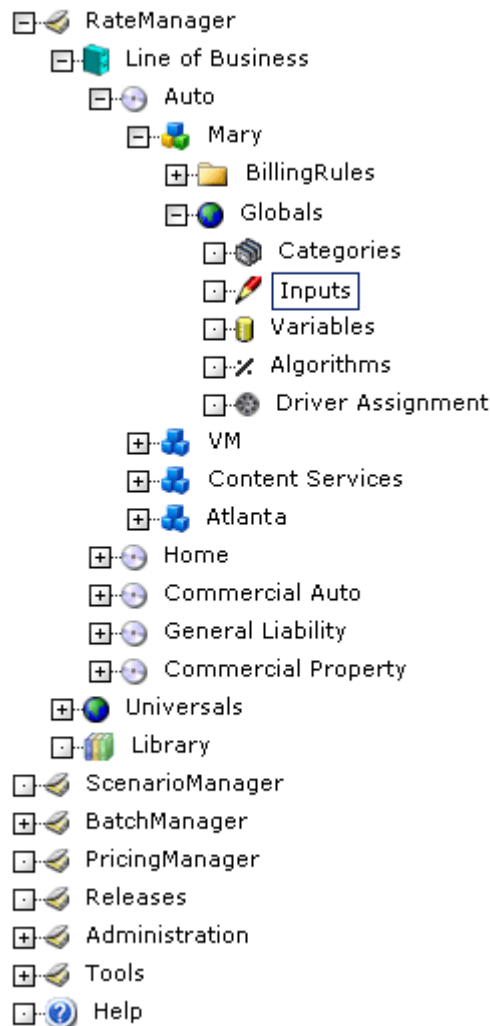 RateManager
Line of Business
Auto
Mary
BillingRules
Globals
Categories
Inputs
Variables
Algorithms
Driver Assignment
VM
Content Services
Atlanta
Home
Commercial Auto
General Liability
Commercial Property
Universals
Library
ScenarioManager
BatchManager
PricingManager
Releases
Administration
Tools
Help